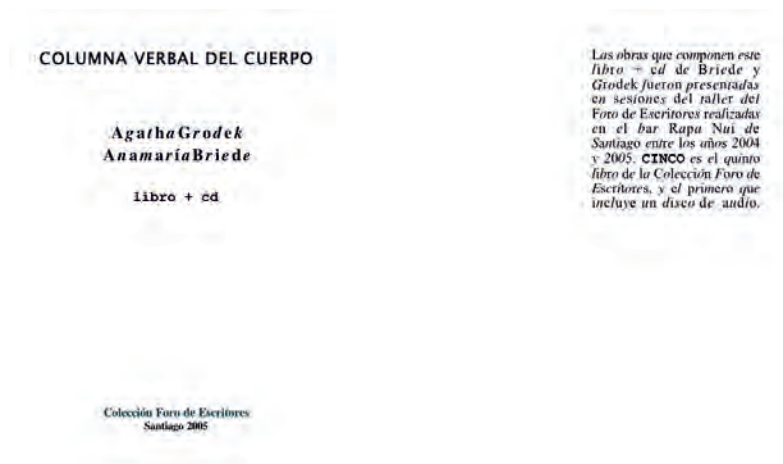 COLUMNA VERBAL DEL CUERPO
AgathaGrodek
AnamaríaBriede
libro + cd
Colección Foro de Escritores
Santiago 2005
Las obras que componen este
libro + cd de Briede y
Grodek fueron presentadas
en sesiones del taller del
Foro de Escritores realizadas
en el bar Rapa Nui de
Santiago entre los años 2004
y 2005. CINCO es el quinto
libro de la Colección Foro de
Escritores, y el primero que
incluye un disco de audio.